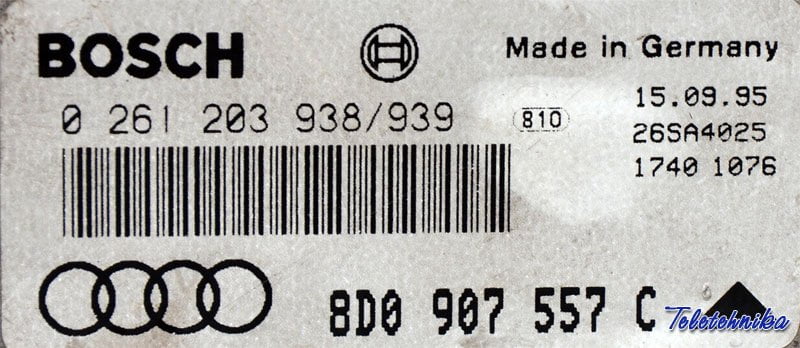 BOSCH
Made in Germany
0 261 203 938/939
810
15.09.95
26SA4025
1740 1076
8D0 907 557 C
Teletehnika